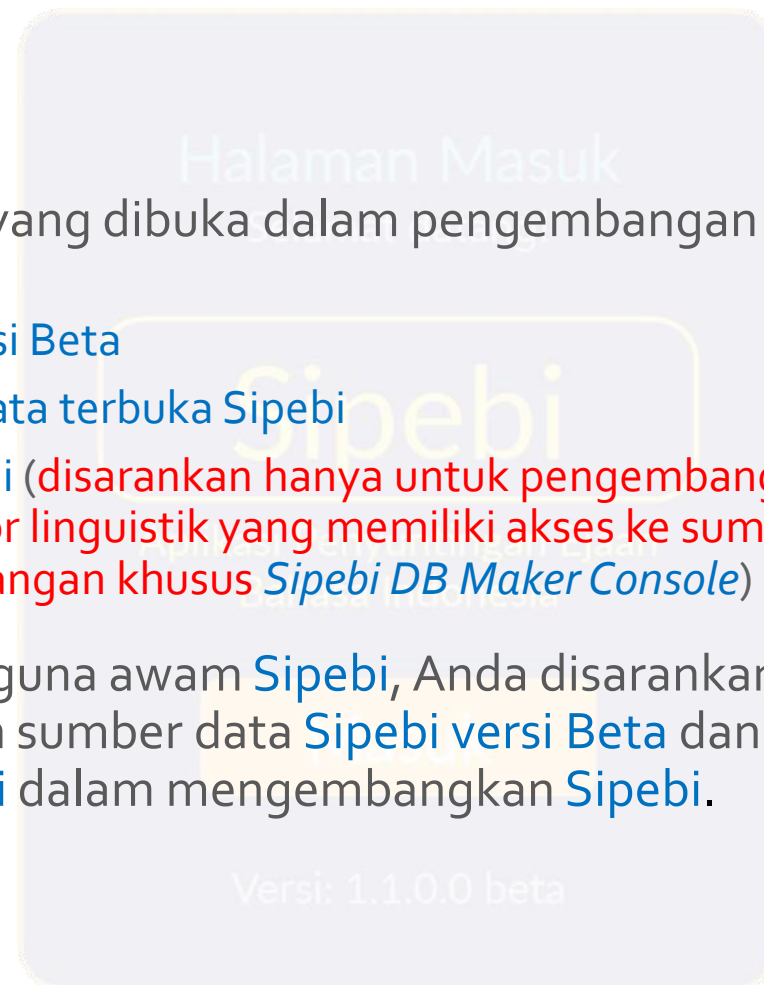 Halaman Masuk
yang dibuka dalam pengembangan
Selamat Datang!
si Beta
ata terbuka Sipebi
Sipebi
i (disarankan hanya untuk pengembang
or linguistik yang memiliki akses ke sum
Aplikasi Penyuntingan Ejaan
angan khusus Sipebi DB Maker Console)
Bahasa Indonesia
guna awam Sipebi, Anda disarankan
sumber data Sipebi versi Beta dan
i dalam mengembangkan Sipebi.
Versi: 1.1.0.0 beta